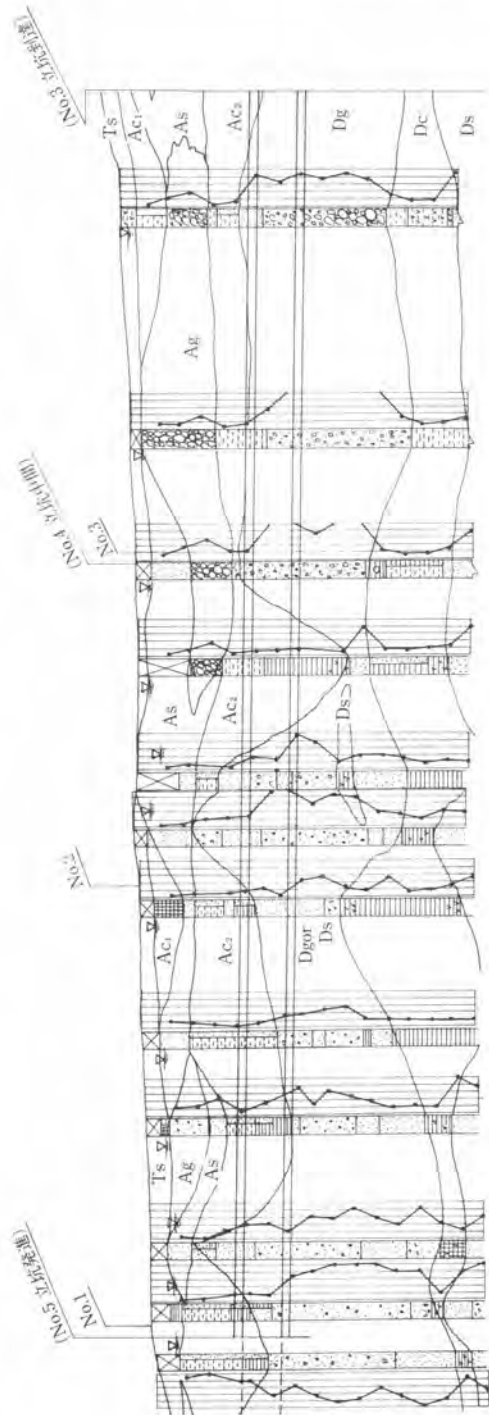 (No.5 立坑発進)
No.1
Ts
Ag
As
Ac₁
Ac₂
Dgor
Ds
No.2
As
Ac₂
Ds
(No.4 立坑中間)
No.3
Ag
(No.3 立坑到達)
Ts
Ac₁
As
Ac₂
Dg
Dc
Ds